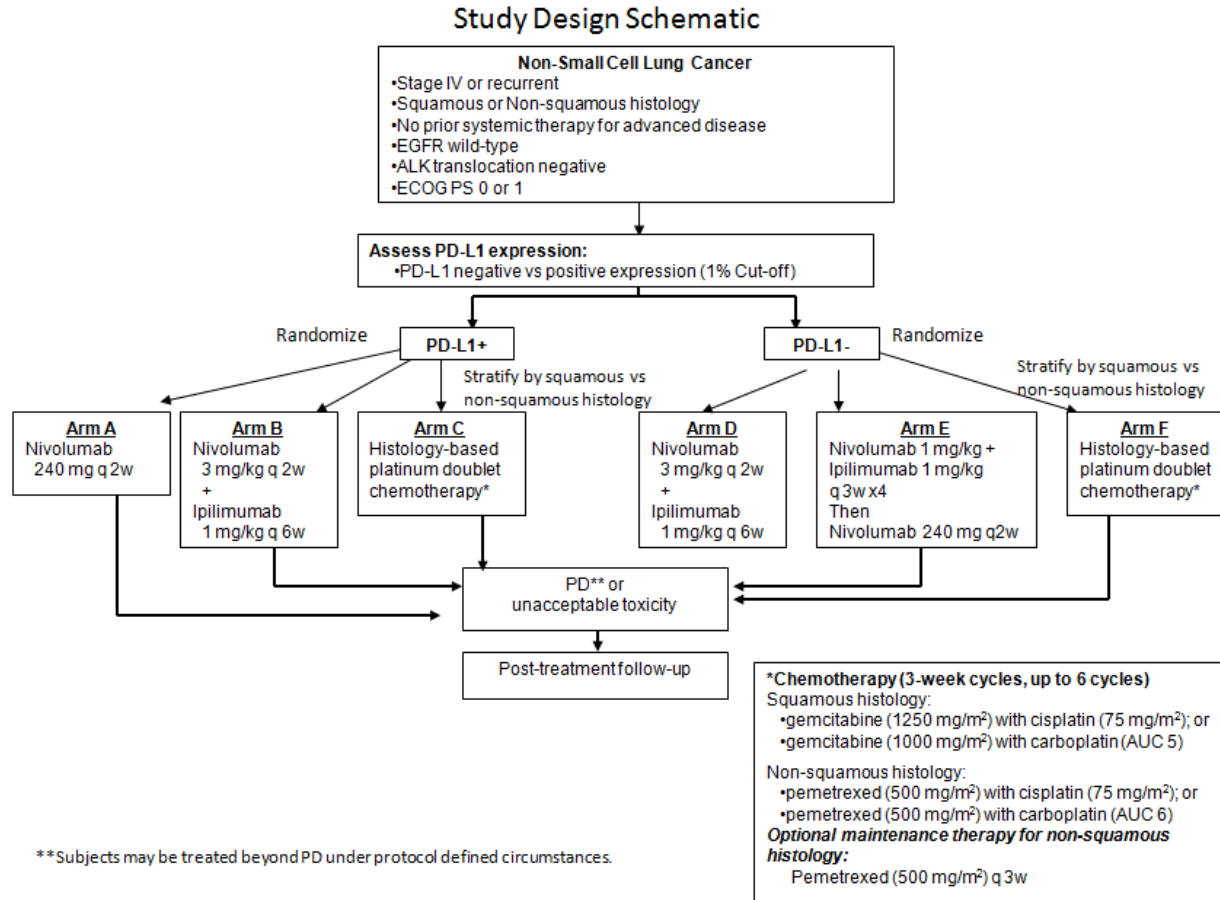 Study Design Schematic
Non-Small Cell Lung Cancer
•Stage IV or recurrent
•Squamous or Non-squamous histology
•No prior systemic therapy for advanced disease
•EGFR wild-type
•ALK translocation negative
•ECOG PS 0 or 1
Assess PD-L1 expression:
•PD-L1 negative vs positive expression (1% Cut-off)
Randomize
PD-L1+
Stratify by squamous vs
non-squamous histology
PD-L1-
Randomize
Stratify by squamous vs
non-squamous histology
Arm A
Nivolumab
240 mg q 2w
Arm B
Nivolumab
3 mg/kg q 2w
+
Ipilimumab
1 mg/kg q 6w
Arm C
Histology-based
platinum doublet
chemotherapy*
Arm D
Nivolumab
3 mg/kg q 2w
+
Ipilimumab
1 mg/kg q 6w
Arm E
Nivolumab 1 mg/kg +
Ipilimumab 1 mg/kg
q 3w x4
Then
Nivolumab 240 mg q2w
Arm F
Histology-based
platinum doublet
chemotherapy*
PD** or
unacceptable toxicity
Post-treatment follow-up
*Chemotherapy (3-week cycles, up to 6 cycles)
Squamous histology:
•gemcitabine (1250 mg/m²) with cisplatin (75 mg/m²); or
•gemcitabine (1000 mg/m²) with carboplatin (AUC 5)
Non-squamous histology:
•pemetrexed (500 mg/m²) with cisplatin (75 mg/m²); or
•pemetrexed (500 mg/m²) with carboplatin (AUC 6)
Optional maintenance therapy for non-squamous
histology:
Pemetrexed (500 mg/m²) q 3w
**Subjects may be treated beyond PD under protocol defined circumstances.